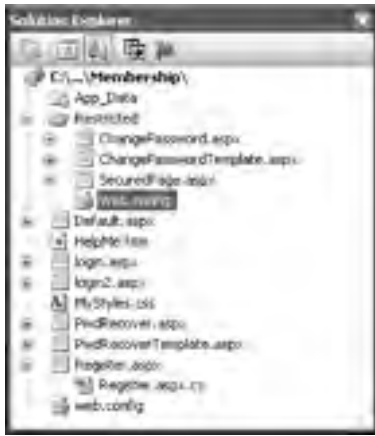 Solution Explorer
C:\...\Membership\
App_Data
Restricted
ChangePassword.aspx
ChangePasswordTemplate.aspx
SecuredPage.aspx
web.config
Default.aspx
HelpMe.htm
login.aspx
login2.aspx
MyStyles.css
PwdRecover.aspx
PwdRecoverTemplate.aspx
Register.aspx
Register.aspx.cs
web.config